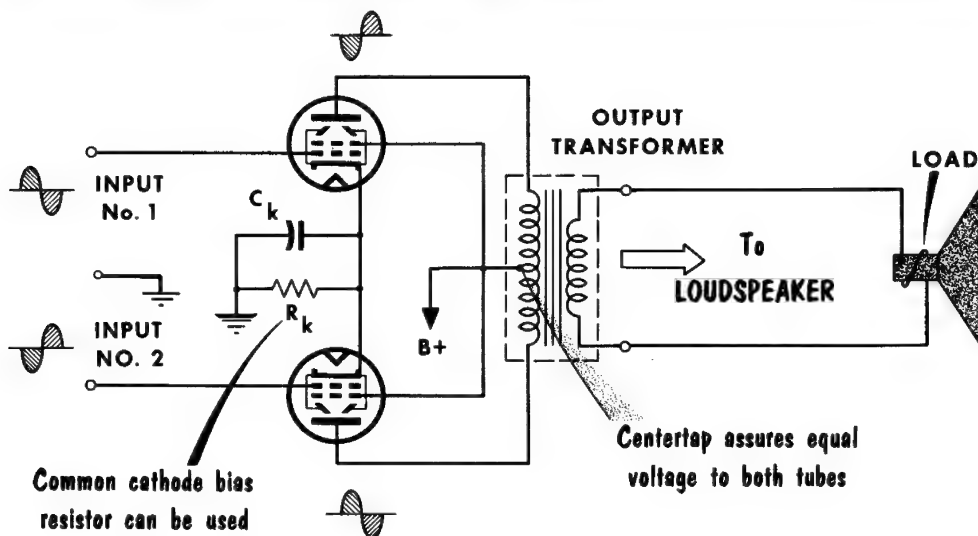 OUTPUT
TRANSFORMER
LOAD
INPUT
No. 1
C
k
To
LOUDSPEAKER
R
k
B+
INPUT
NO. 2
Centertap assures equal
voltage to both tubes
Common cathode bias
resistor can be used